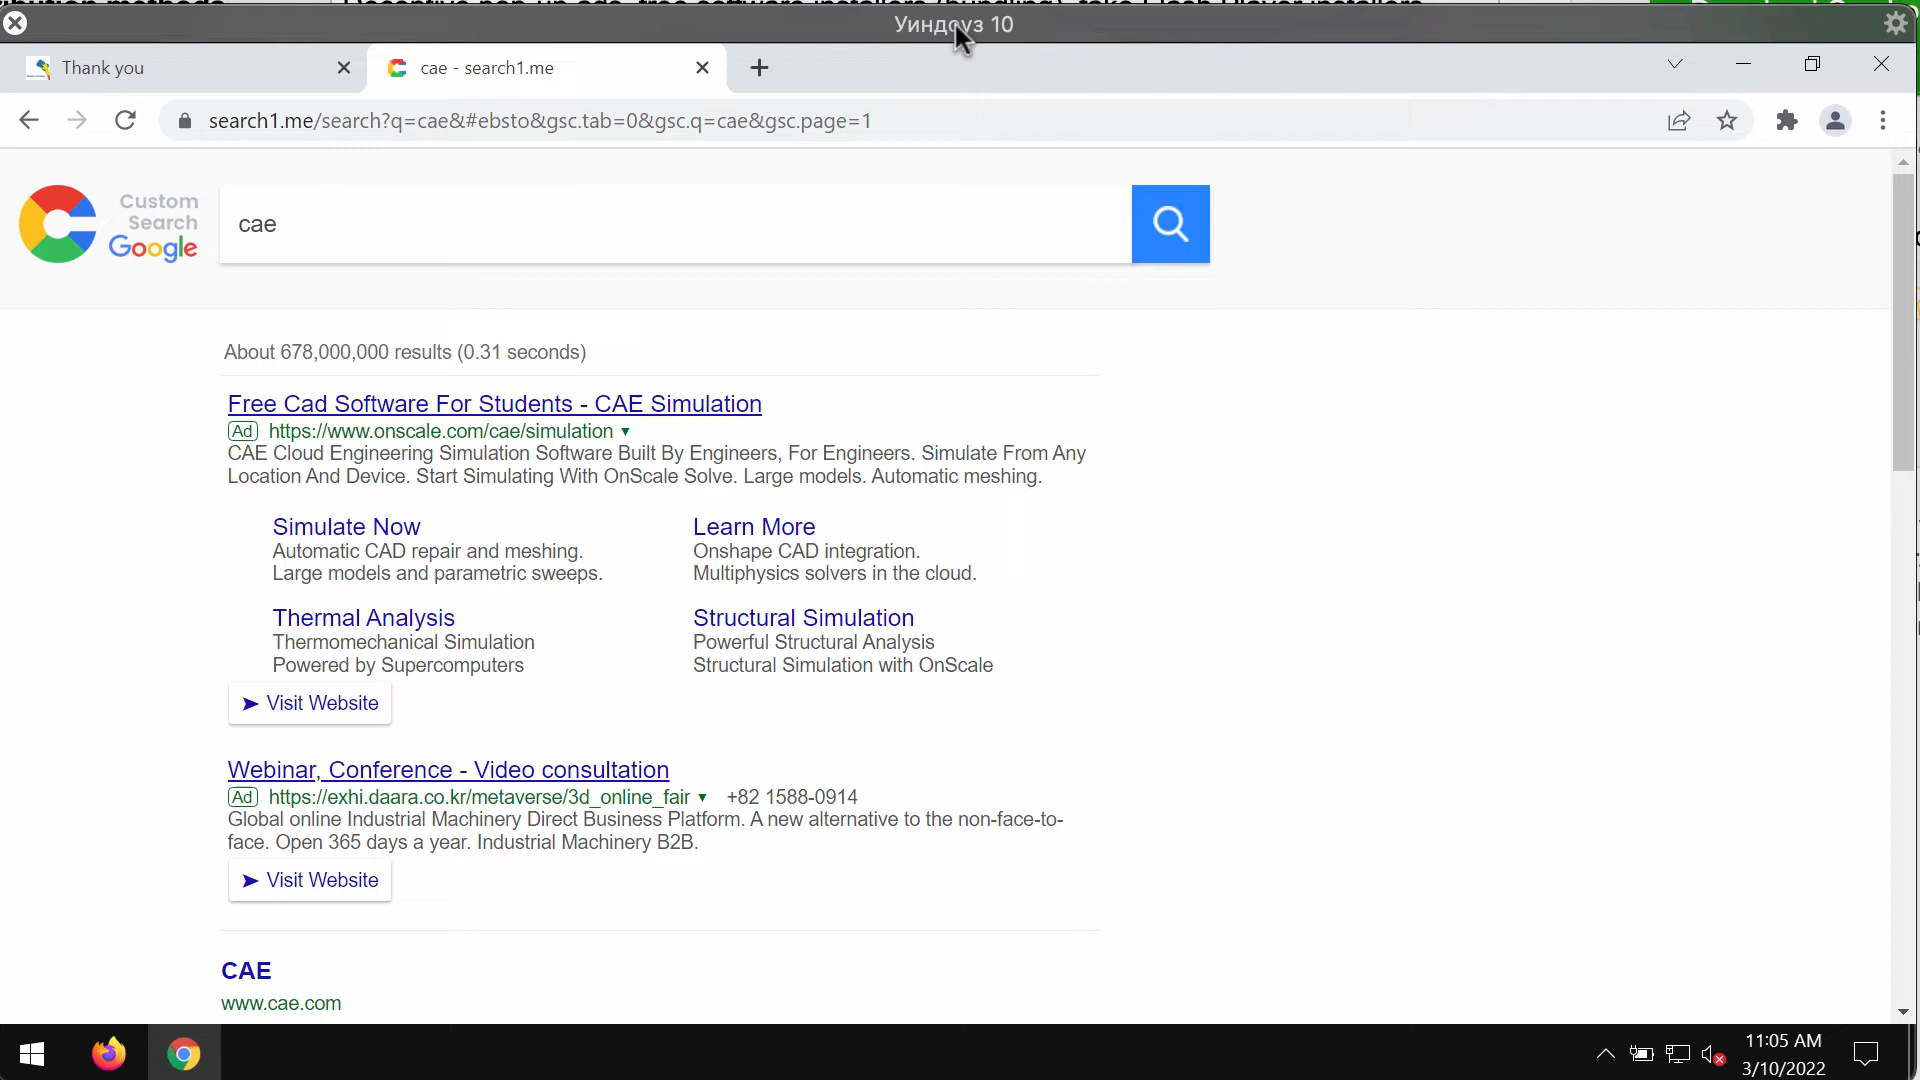 Уиндоуз 10
Thank you
cae - search1.me
search1.me/search?q=cae&#ebsto&gsc.tab=0&gsc.q=cae&gsc.page=1
Custom
Search
Google
cae
About 678,000,000 results (0.31 seconds)
Free Cad Software For Students - CAE Simulation
Ad https://www.onscale.com/cae/simulation
CAE Cloud Engineering Simulation Software Built By Engineers, For Engineers. Simulate From Any
Location And Device. Start Simulating With OnScale Solve. Large models. Automatic meshing.
Simulate Now
Automatic CAD repair and meshing.
Large models and parametric sweeps.
Learn More
Onshape CAD integration.
Multiphysics solvers in the cloud.
Thermal Analysis
Thermomechanical Simulation
Powered by Supercomputers
Structural Simulation
Powerful Structural Analysis
Structural Simulation with OnScale
Visit Website
Webinar, Conference - Video consultation
Ad https://exhi.daara.co.kr/metaverse/3d_online_fair +82 1588-0914
Global online Industrial Machinery Direct Business Platform. A new alternative to the non-face-to-
face. Open 365 days a year. Industrial Machinery B2B.
Visit Website
CAE
www.cae.com
11:05 AM
3/10/2022